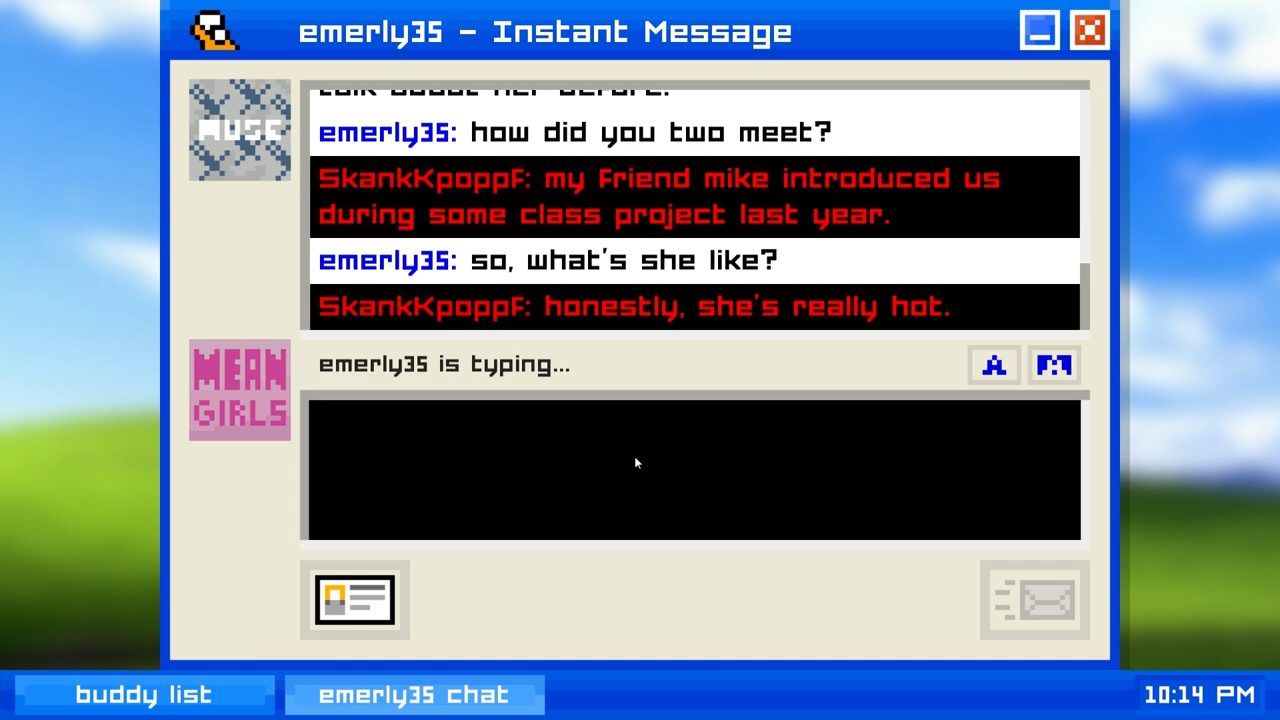 emerly35 - Instant Message
MUSE
emerly35: how did you two meet?
SkankKpoppF: my friend mike introduced us
during some class project last year.
emerly35: so, what's she like?
SkankKpoppF: honestly, she's really hot.
emerly35 is typing...
A
MEAN
GIRLS
buddy list
emerly35 chat
10:14 PM